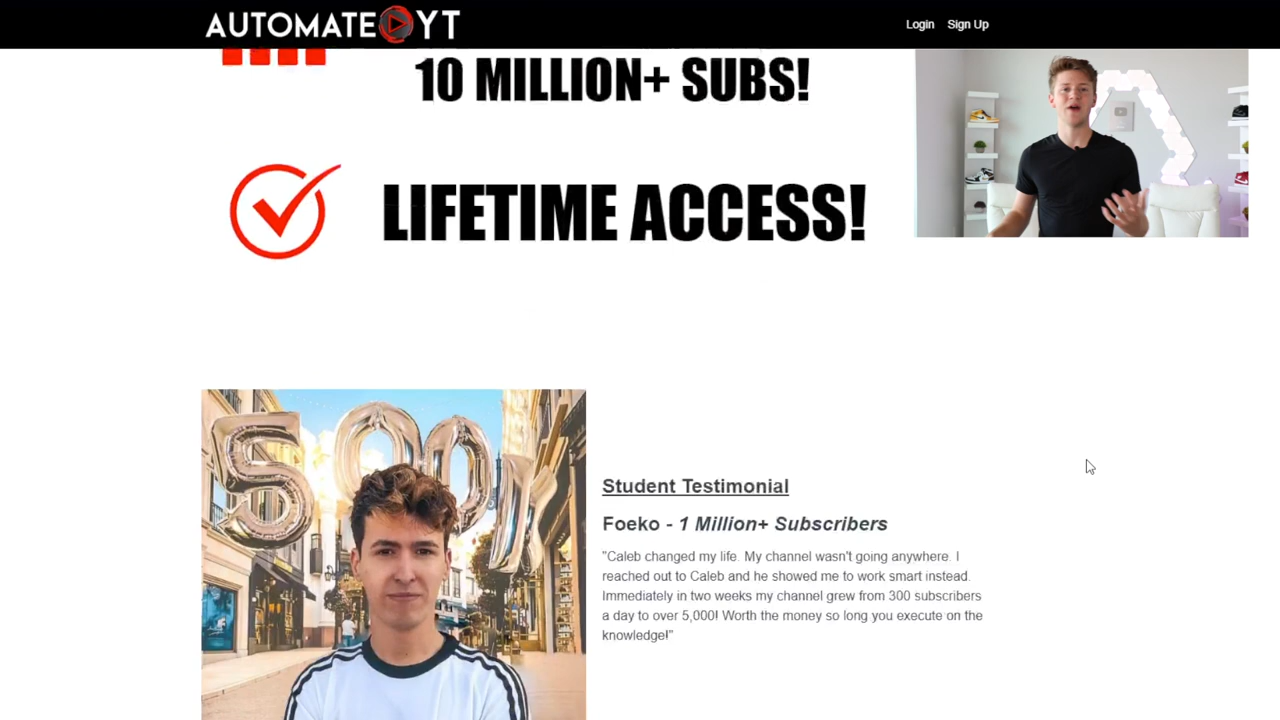 AUTOMATE YT
Login Sign Up
10 MILLION+ SUBS!
LIFETIME ACCESS!
500K
Student Testimonial
Foeko - 1 Million+ Subscribers
"Caleb changed my life. My channel wasn't going anywhere. I
reached out to Caleb and he showed me to work smart instead.
Immediately in two weeks my channel grew from 300 subscribers
a day to over 5,000! Worth the money so long you execute on the
knowledge!"